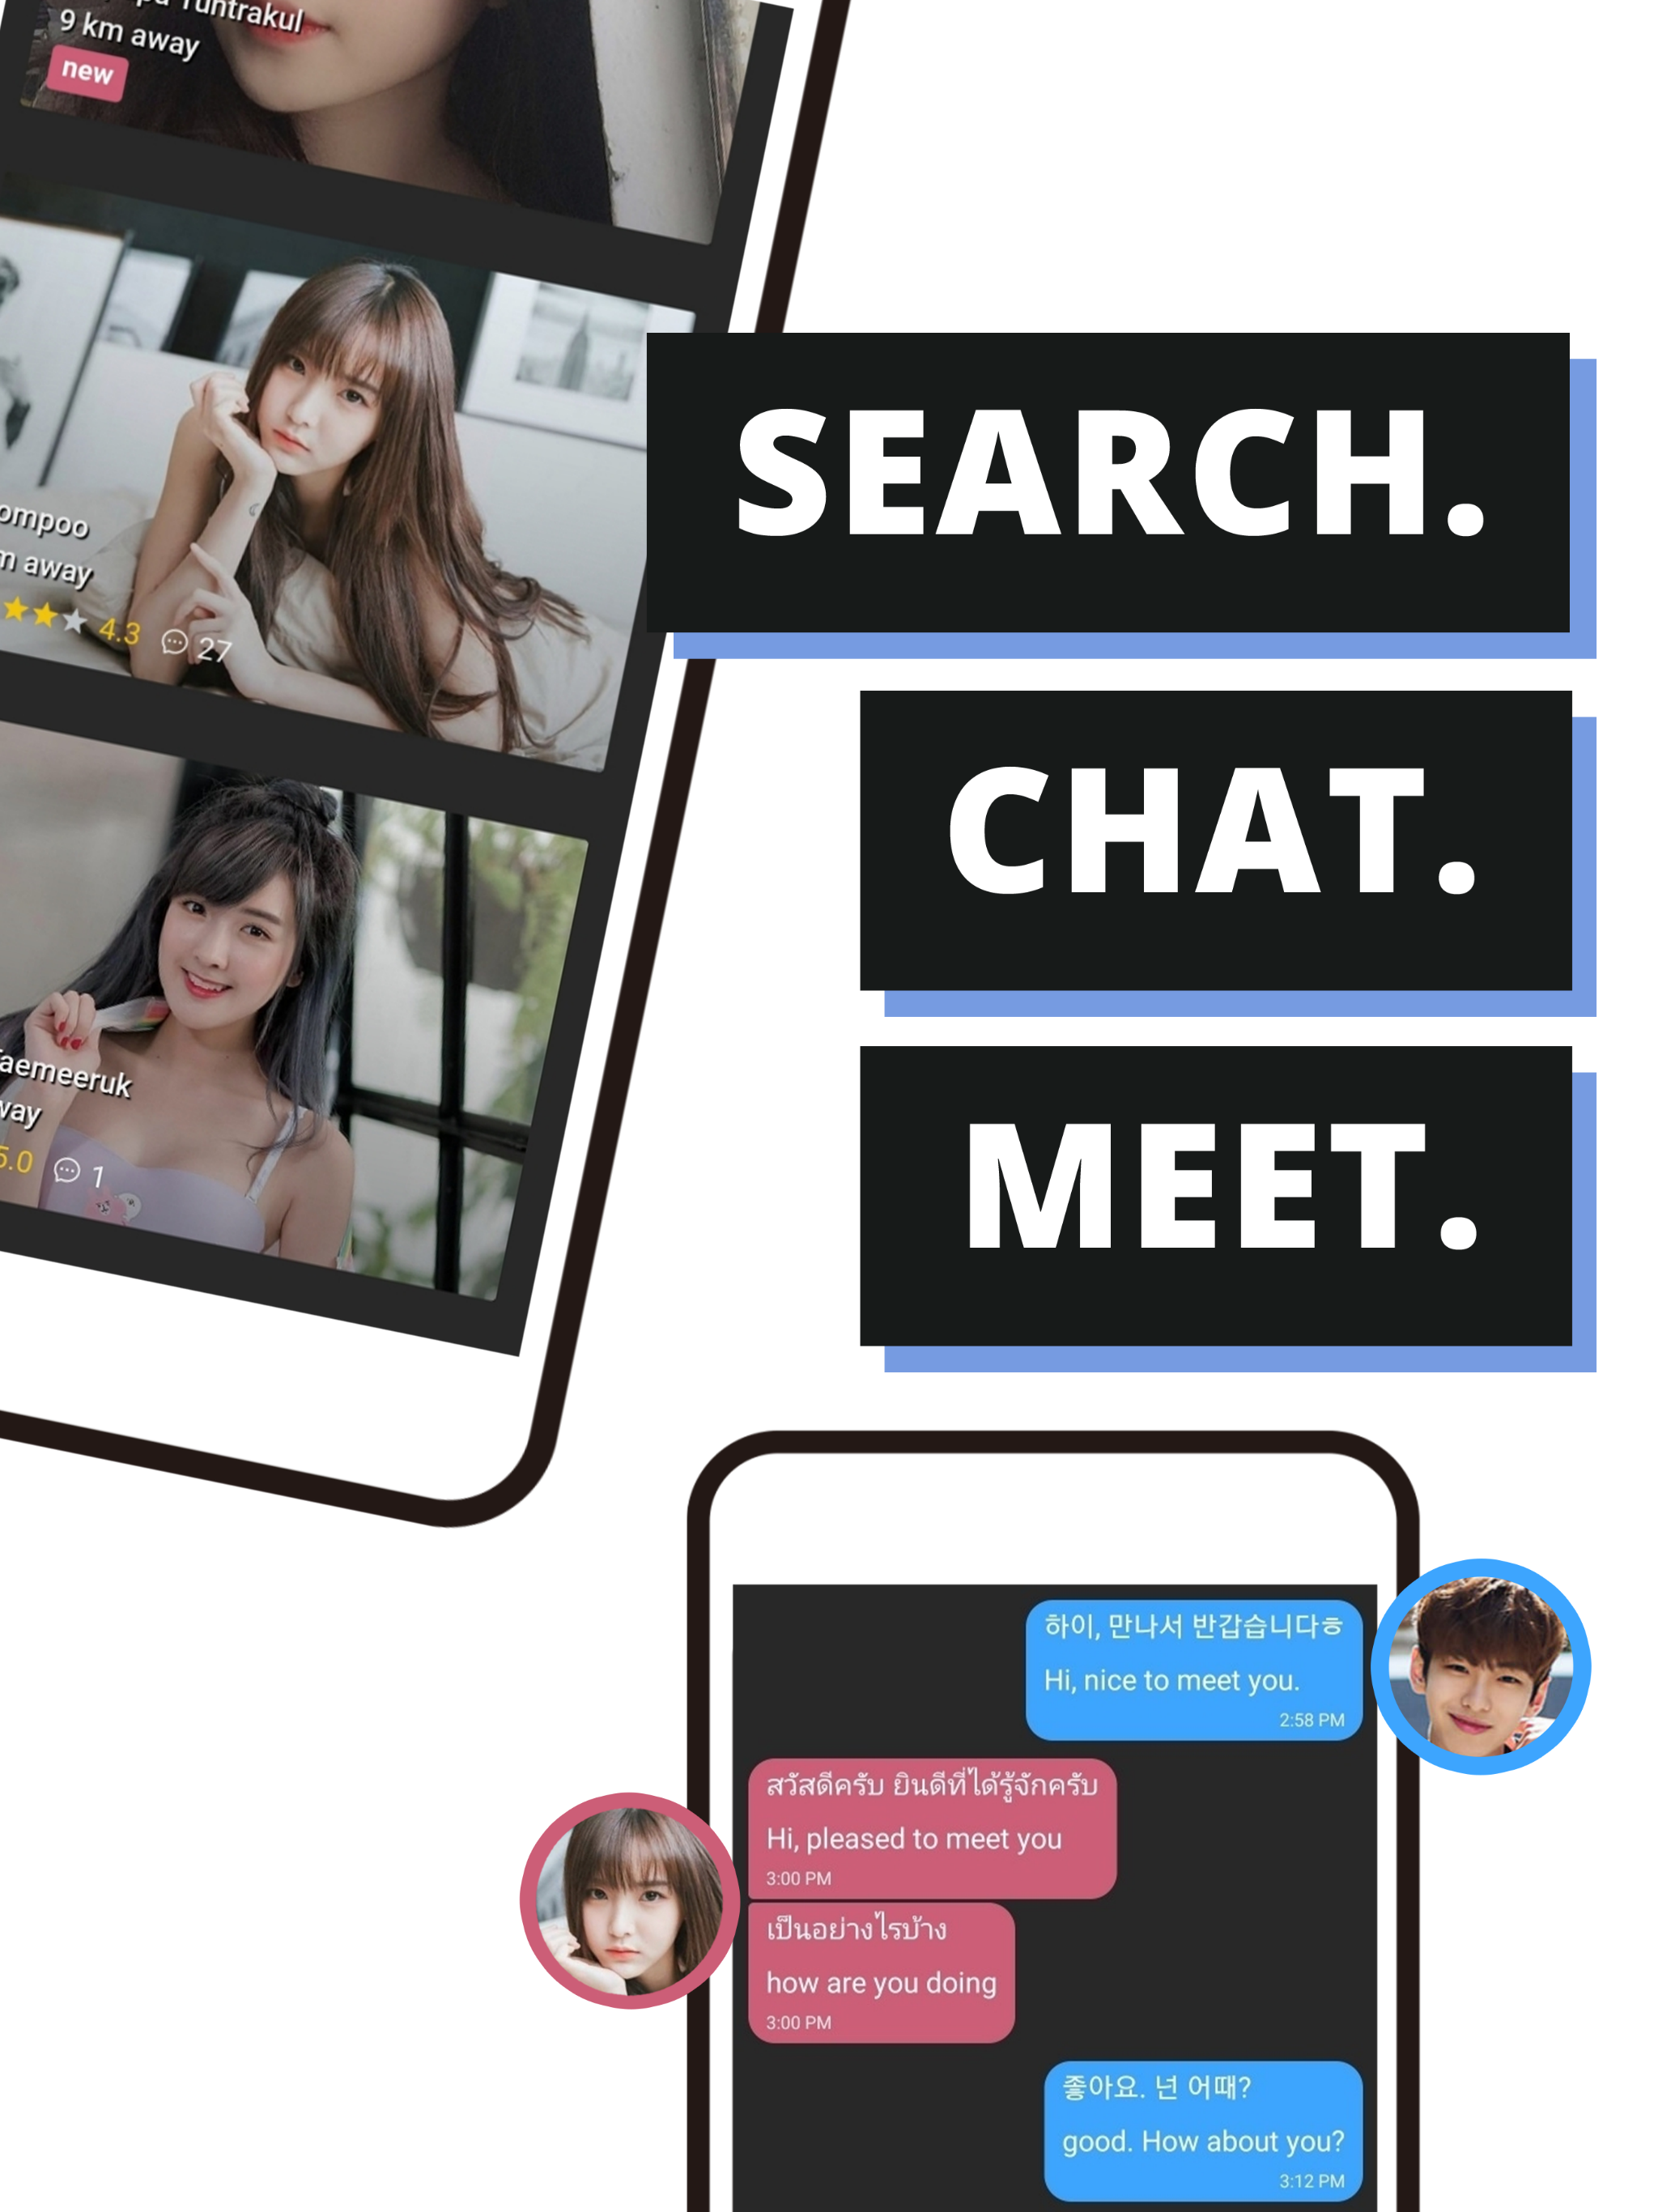 Tuntrakul
9 km away
new
ompoo
m away
4.3 27
aemeeruk
way
5.0 1
SEARCH.
CHAT.
MEET.
하이, 만나서 반갑습니다ㅎ
Hi, nice to meet you.
2:58 PM
สวัสดีครับ ยินดีที่ได้รู้จักครับ
Hi, pleased to meet you
3:00 PM
เป็นอย่างไรบ้าง
how are you doing
3:00 PM
좋아요. 넌 어때?
good. How about you?
3:12 PM